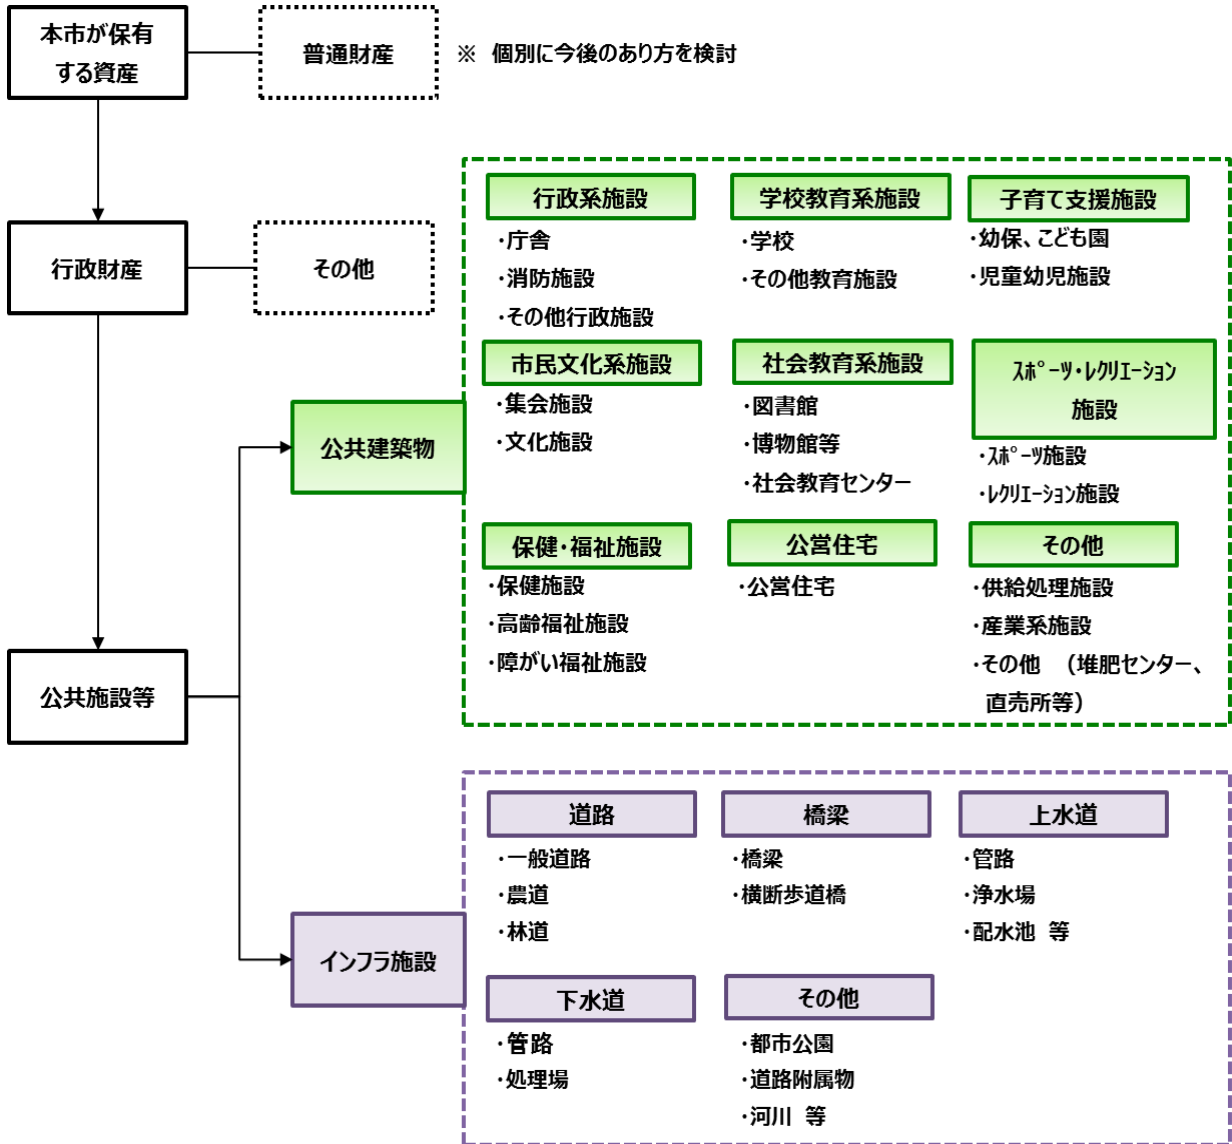 本市が保有
する資産
普通財産
※ 個別に今後のあり方を検討
行政財産
その他
公共施設等
公共建築物
行政系施設
・庁舎
・消防施設
・その他行政施設
学校教育系施設
・学校
・その他教育施設
子育て支援施設
・幼保、こども園
・児童幼児施設
市民文化系施設
・集会施設
・文化施設
社会教育系施設
・図書館
・博物館等
・社会教育センター
ｽﾎﾟｰﾂ・ﾚｸﾘｴｰｼｮﾝ
施設
・ｽﾎﾟｰﾂ施設
・ﾚｸﾘｴｰｼｮﾝ施設
保健・福祉施設
・保健施設
・高齢福祉施設
・障がい福祉施設
公営住宅
・公営住宅
その他
・供給処理施設
・産業系施設
・その他　（堆肥センター、
直売所等）
インフラ施設
道路
・一般道路
・農道
・林道
橋梁
・橋梁
・横断歩道橋
上水道
・管路
・浄水場
・配水池 等
下水道
・管路
・処理場
その他
・都市公園
・道路附属物
・河川 等